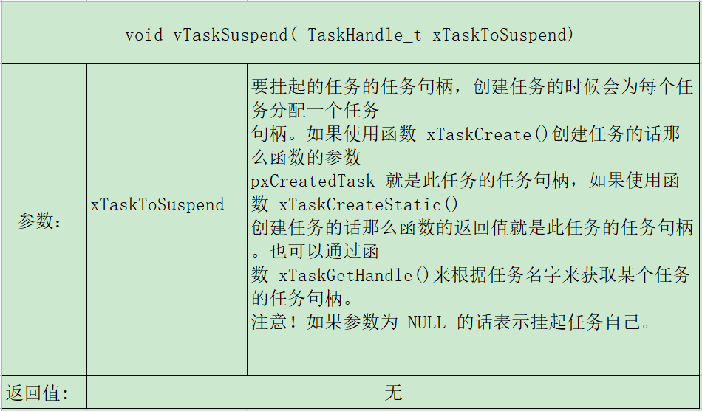 void vTaskSuspend( TaskHandle_t xTaskToSuspend)
参数:
xTaskToSuspend
要挂起的任务的任务句柄，创建任务的时候会为每个任
务分配一个任务
句柄。如果使用函数 xTaskCreate()创建任务的话那
么函数的参数
pxCreatedTask 就是此任务的任务句柄，如果使用函
数 xTaskCreateStatic()
创建任务的话那么函数的返回值就是此任务的任务句柄
。也可以通过函
数 xTaskGetHandle()来根据任务名字来获取某个任务
的任务句柄。
注意！如果参数为 NULL 的话表示挂起任务自己。
返回值:
无